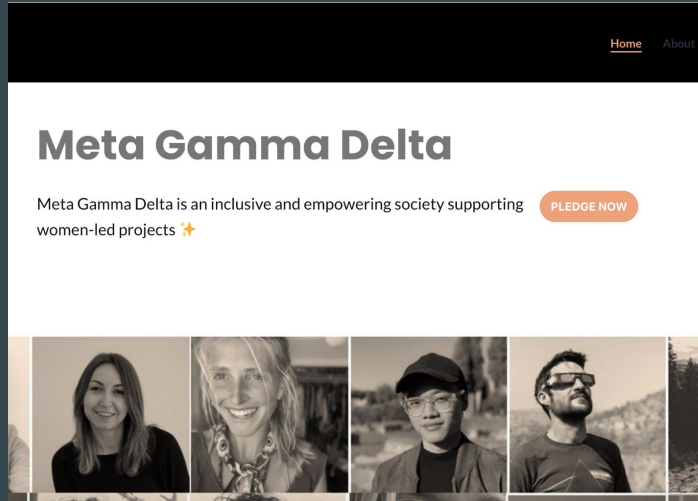 Home About
Meta Gamma Delta
Meta Gamma Delta is an inclusive and empowering society supporting
women-led projects ✨
PLEDGE NOW